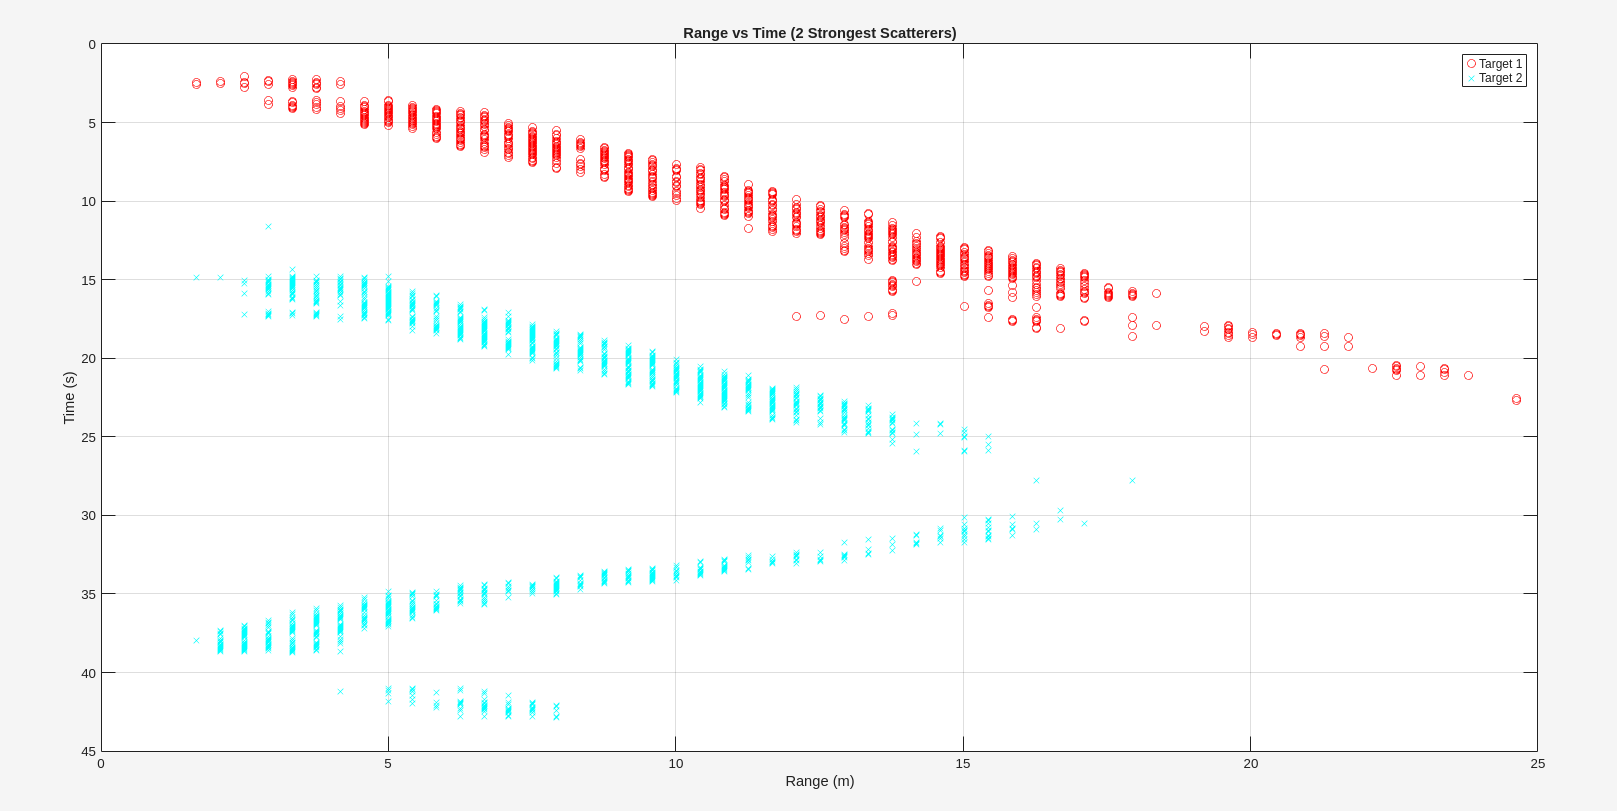 Range vs Time (2 Strongest Scatterers)
Target 1
Target 2
0
5
10
15
20
25
30
35
40
45
Time (s)
0 5 10 15 20 25
Range (m)